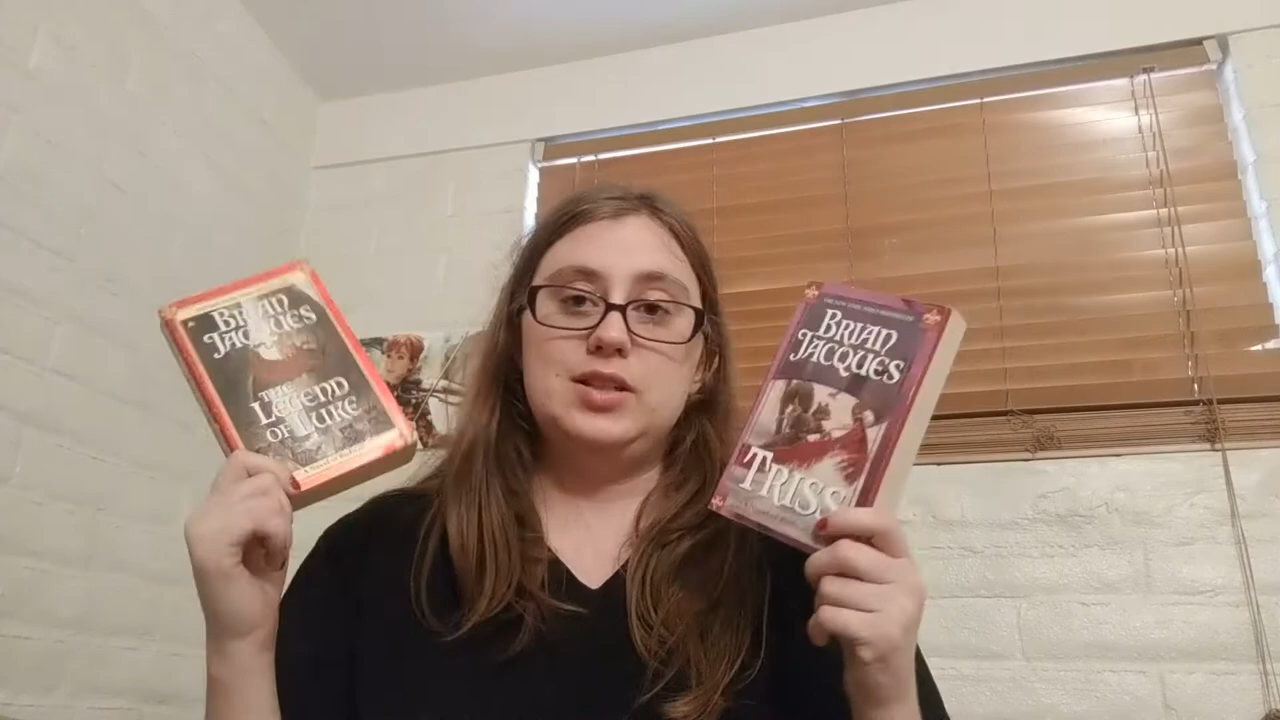 BRIAN
JACQUES
THE
LEGEND
OF LUKE
BRIAN
JACQUES
TRISS